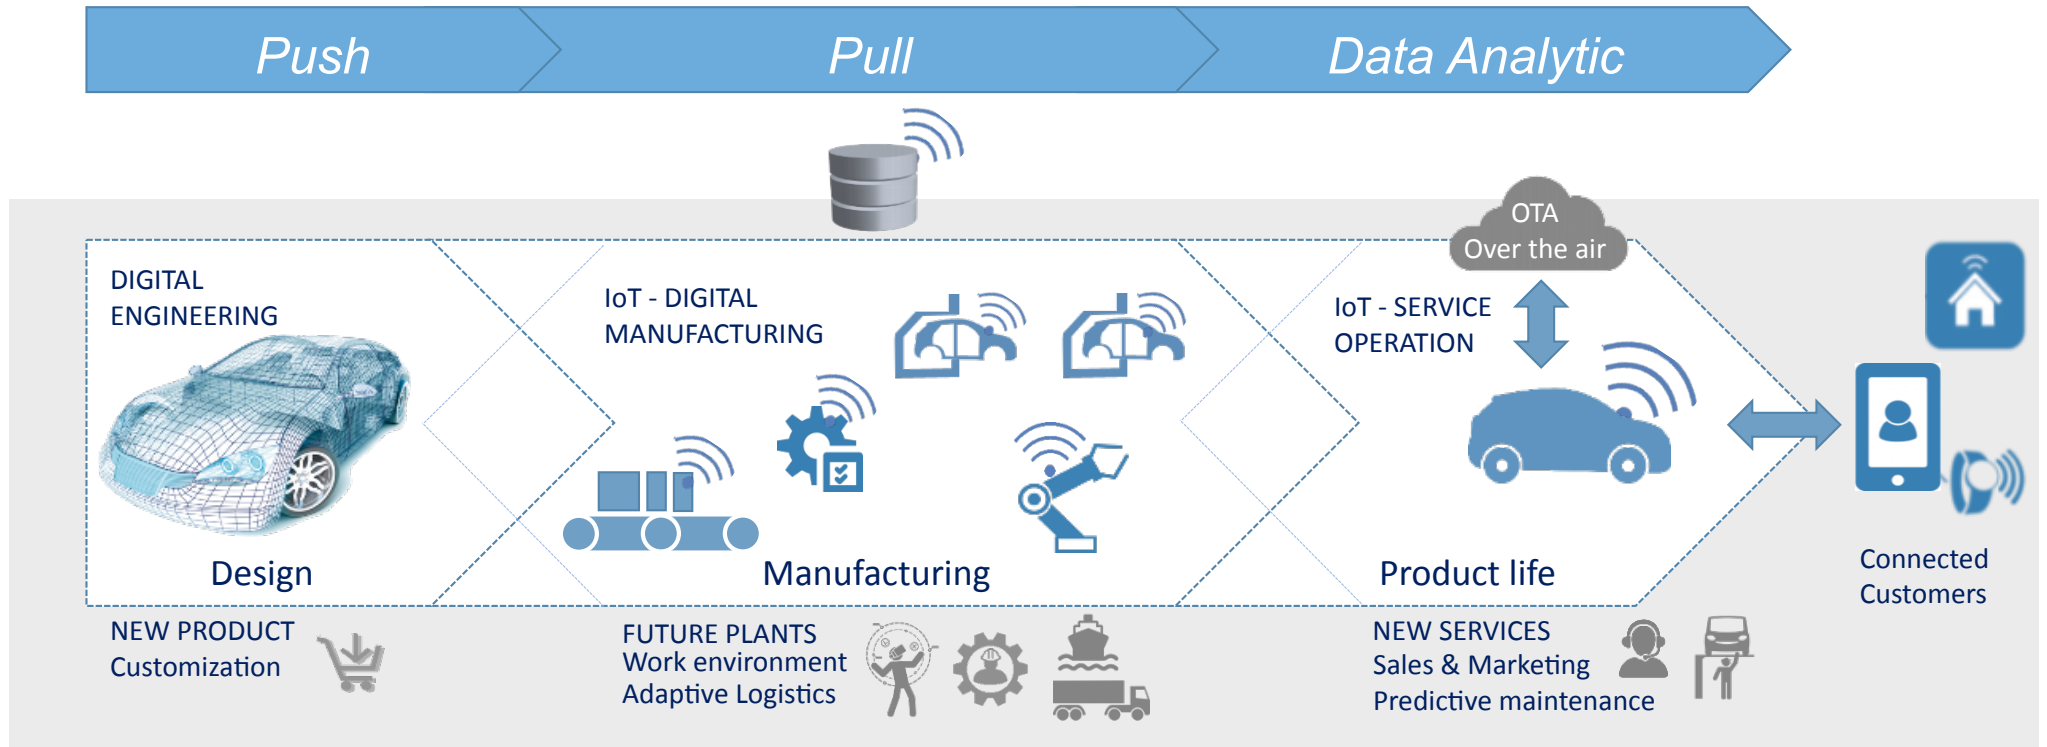 Push
Pull
Data Analytic
OTA
Over the air
DIGITAL
ENGINEERING
IoT - DIGITAL
MANUFACTURING
IoT - SERVICE
OPERATION
Design
Manufacturing
Product life
Connected
Customers
NEW PRODUCT
Customization
FUTURE PLANTS
Work environment
Adaptive Logistics
NEW SERVICES
Sales & Marketing
Predictive maintenance